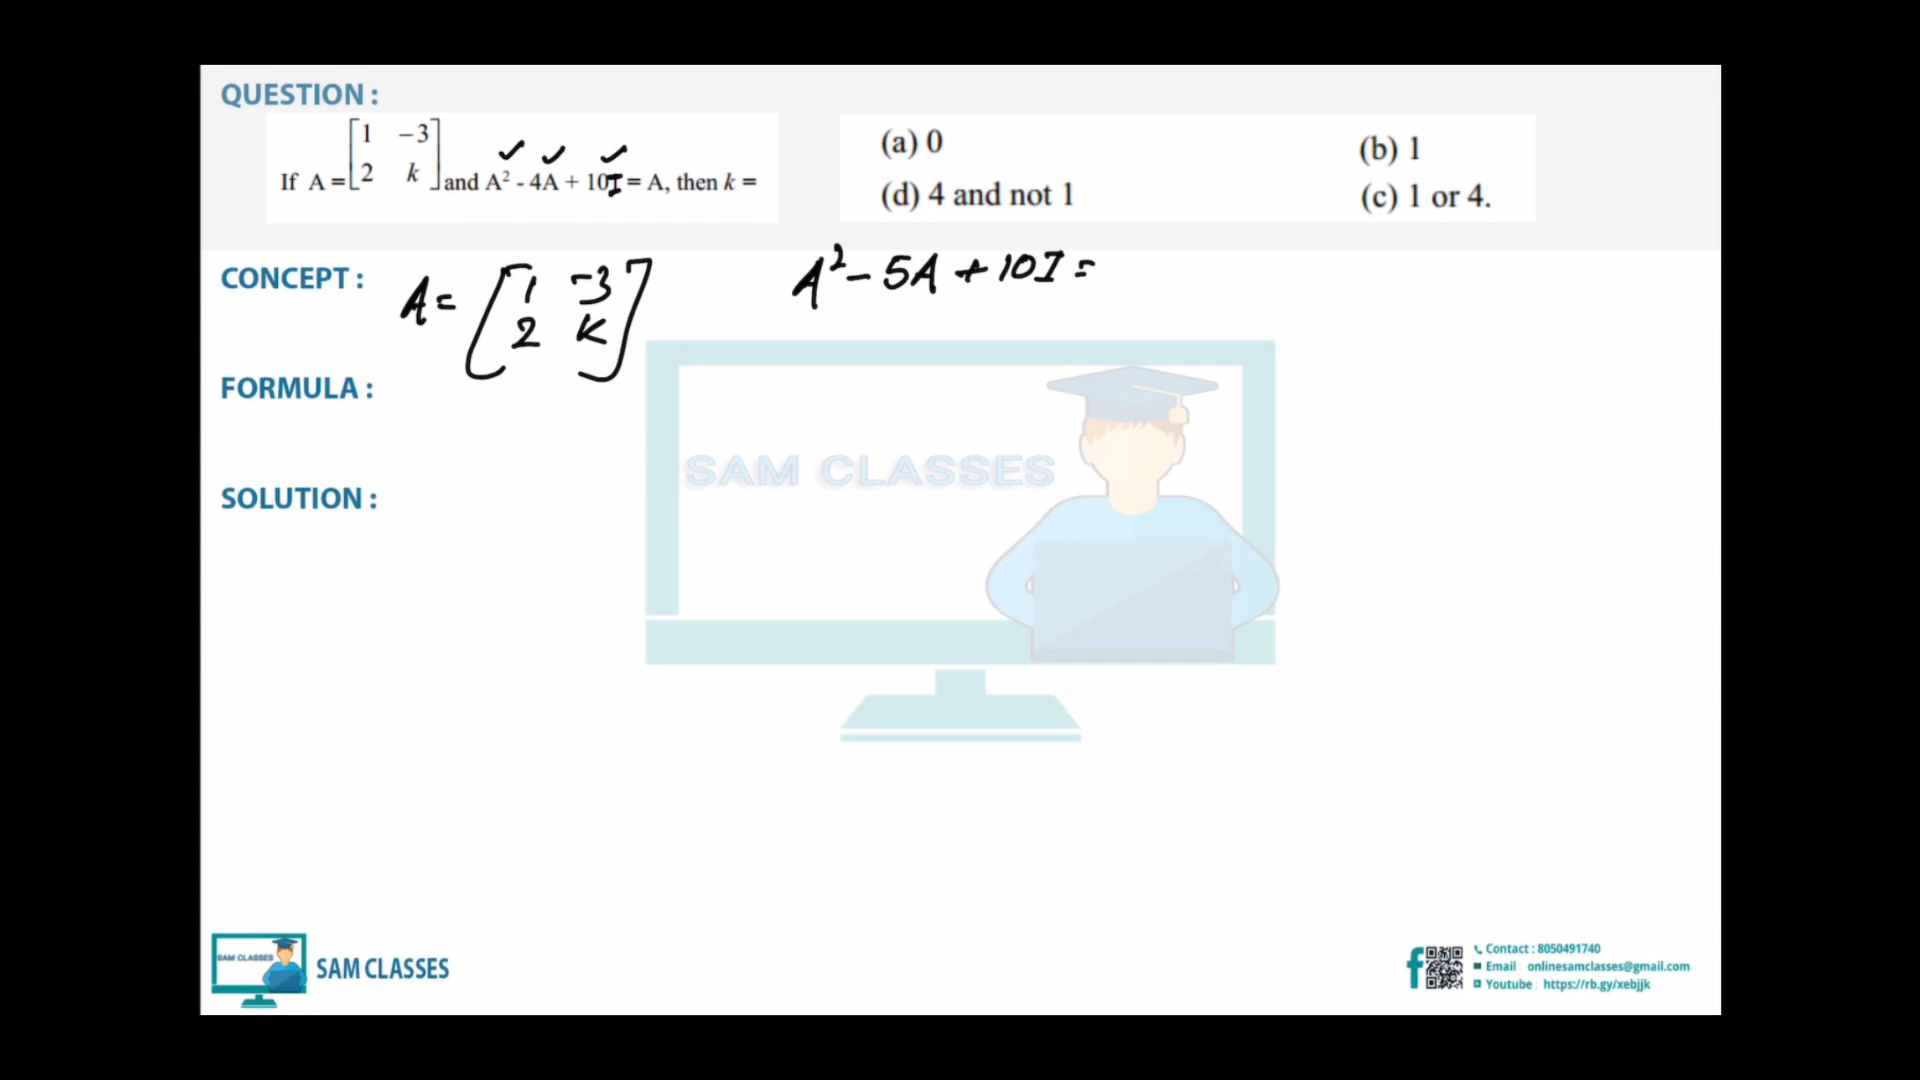 QUESTION :
If A = [1 −3
2 k] and A² - 4A + 10I = A, then k =
(a) 0
(b) 1
(d) 4 and not 1
(c) 1 or 4.
CONCEPT :
A = [1 -3
2 k]
A² - 5A + 10I =
FORMULA :
SAM CLASSES
SOLUTION :
SAM CLASSES
SAM CLASSES
Contact : 8050491740
Email : onlinesamclasses@gmail.com
Youtube : https://rb.gy/xebjjk